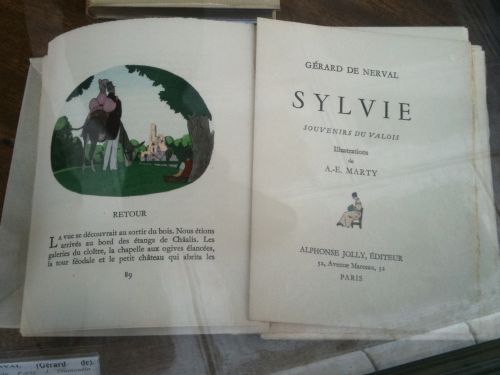 RETOUR
La vue se découvrait au sortir du bois. Nous étions
arrivés au bord des étangs de Châalis. Les
galeries du cloître, la chapelle aux ogives élancées,
la tour féodale et le petit château qui abrita les
89
GÉRARD DE NERVAL
SYLVIE
SOUVENIRS DU VALOIS
Illustrations
de
A.-E. MARTY
ALPHONSE JOLLY, ÉDITEUR
52, Avenue Marceau, 52
PARIS
(Gérard de).